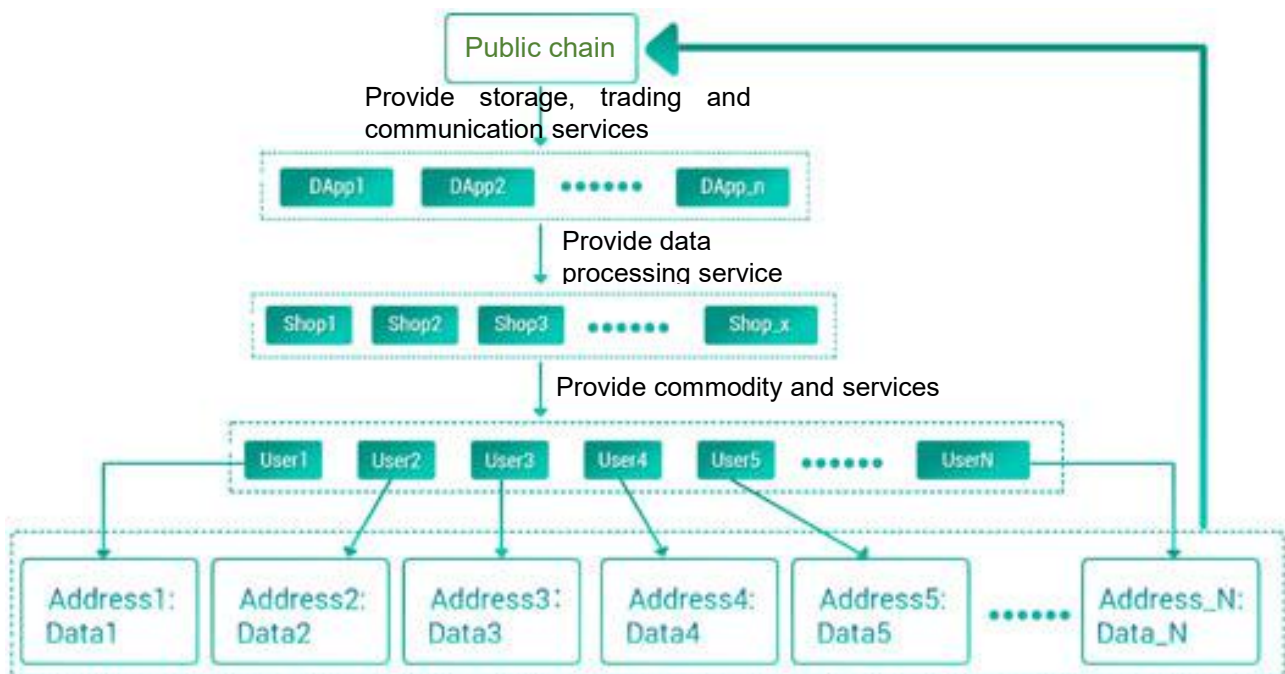 Public chain
Provide storage, trading and
communication services
DApp1 DApp2 ...... DApp_n
Provide data
processing service
Shop1 Shop2 Shop3 ...... Shop_x
Provide commodity and services
User1 User2 User3 User4 User5 ...... UserN
Address1: Address2: Address3: Address4: Address5: ...... Address_N:
Data1 Data2 Data3 Data4 Data5 Data_N